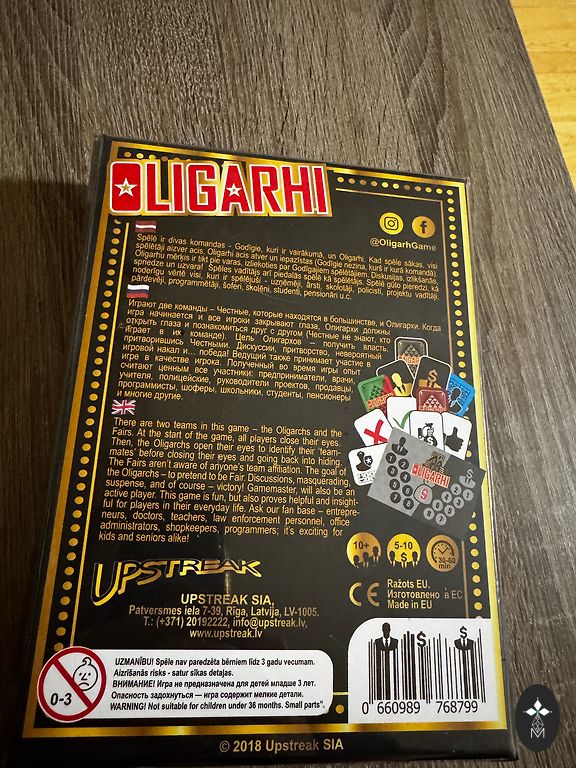 OLIGARHI
@OligarhGame
Spēlē ir divas komandas - Godīgie, kuri ir vairākumā, un Oligarhi. Kad spēle sākas, visi
spēlētāji aizver acis, Oligarhi acis atver un iepazīstas (Godīgie nezina, kurš ir kurā komandā).
Oligarhu mērķis ir tikt pie varas, izliekoties par Godīgajiem spēlētājiem. Diskusijas, izlikšanās,
spriedze un uzvara! Spēles vadītājs arī piedalās spēlē kā spēlētājs. Spēlē gūto pieredzi, kā
noderīgu vērtē visi, kuri ir spēlējuši - uzņēmēji, ārsti, skolotāji, policisti, projektu vadītāji,
pārdevēji, programmētāji, šoferi, skolēni, studenti, pensionāri u.c.
Играют две команды – Честные, которые находятся в большинстве, и Олигархи. Когда
игра начинается и все игроки закрывают глаза, Олигархи должны
открыть глаза и познакомиться друг с другом (Честные не знают, кто
играет в их команде). Цель Олигархов – получить власть,
притворившись Честными. Дискуссии, притворство, невероятный
игровой накал и... победа! Ведущий также принимает участие в
игре в качестве игрока. Полученный во время игры опыт
считают ценным все участники: предприниматели, врачи,
учителя, полицейские, руководители проектов, продавцы,
программисты, шоферы, школьники, студенты, пенсионеры
и многие другие.
There are two teams in this game – the Oligarchs and the
Fairs. At the start of the game, all players close their eyes.
Then, the Oligarchs open their eyes to identify their 'team-
mates' before closing their eyes and going back into hiding.
The Fairs aren't aware of anyone's team affiliation. The goal of
the Oligarchs – to pretend to be Fair. Discussions, masquerading,
suspense, and of course – victory! Gamemaster, will also be an
active player. This game is fun, but also proves helpful and insight-
ful for players in their everyday life. Ask our fan base – entrepre-
neurs, doctors, teachers, law enforcement personnel, office
administrators, shopkeepers, programmers; it's exciting for
kids and seniors alike!
OLIGARHI
10+
5-10
30-60
min
UPSTREAK
UPSTREAK SIA,
Patversmes iela 7-39, Rīga, Latvija, LV-1005.
T.: (+371) 20192222, info@upstreak.lv,
www.upstreak.lv
CE
Ražots EU.
Изготовлено в ЕС
Made in EU
0-3
UZMANĪBU! Spēle nav paredzēta bērniem līdz 3 gadu vecumam.
Aizrīšanās risks - satur sīkas detaļas.
ВНИМАНИЕ! Игра не предназначена для детей младше 3 лет.
Опасность задохнуться — игра содержит мелкие детали.
WARNING! Not suitable for children under 36 months. Small parts".
0 660989 768799
© 2018 Upstreak SIA